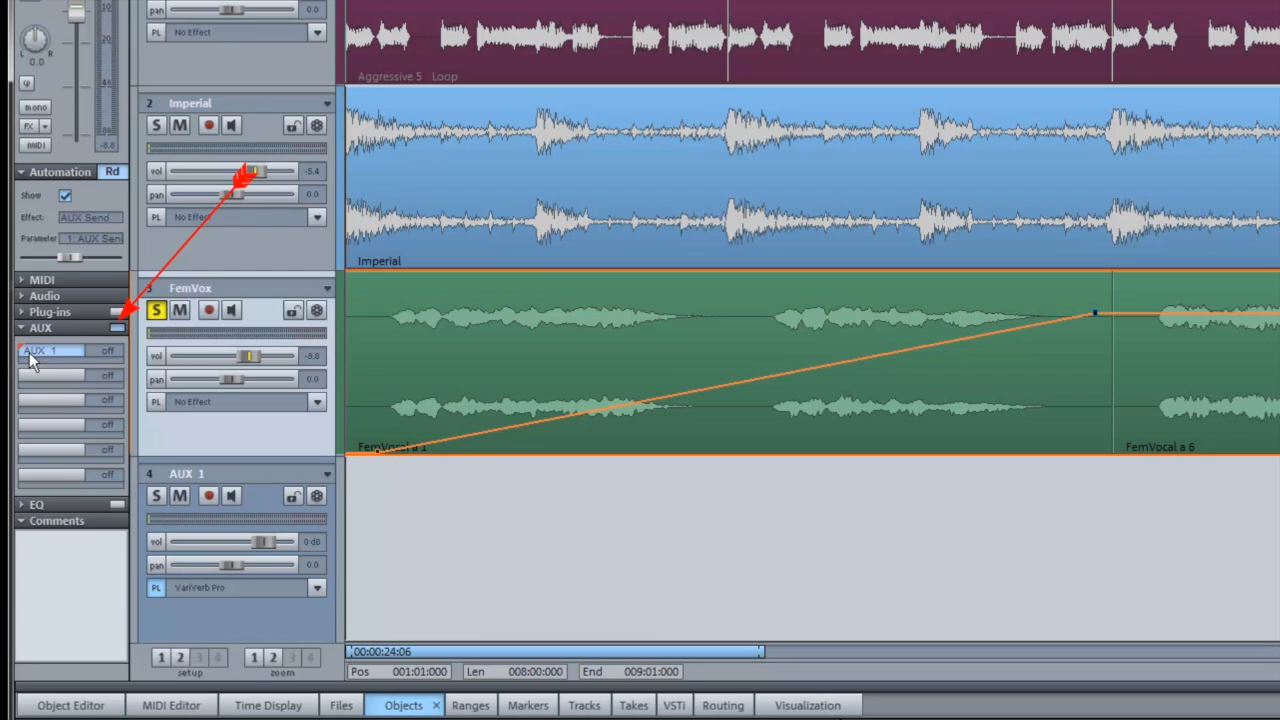 10
pan 0.0
20
PL No Effect
L R
0.0
Aggressive 5 Loop
40
2 Imperial
mono
S M
FX
MIDI
Automation Rd
vol -5.4
Show
pan 0.0
Effect: AUX Send
PL No Effect
Parameter 1: AUX Sen
Imperial
MIDI
3 FemVox
Audio
Plug-ins
S M
AUX
AUX 1 off
vol -8.8
off
pan 0.0
off
PL No Effect
off
FemVocal a 1
FemVocal a 6
off
off
4 AUX 1
S M
EQ
Comments
vol 0 dB
pan 0.0
PL VariVerb Pro
1 2 3 4 1 2 3 4
setup zoom
00:00:24:06
Pos 001:01:000 Len 008:00:000 End 009:01:000
Object Editor MIDI Editor Time Display Files Objects × Ranges Markers Tracks Takes VSTi Routing Visualization